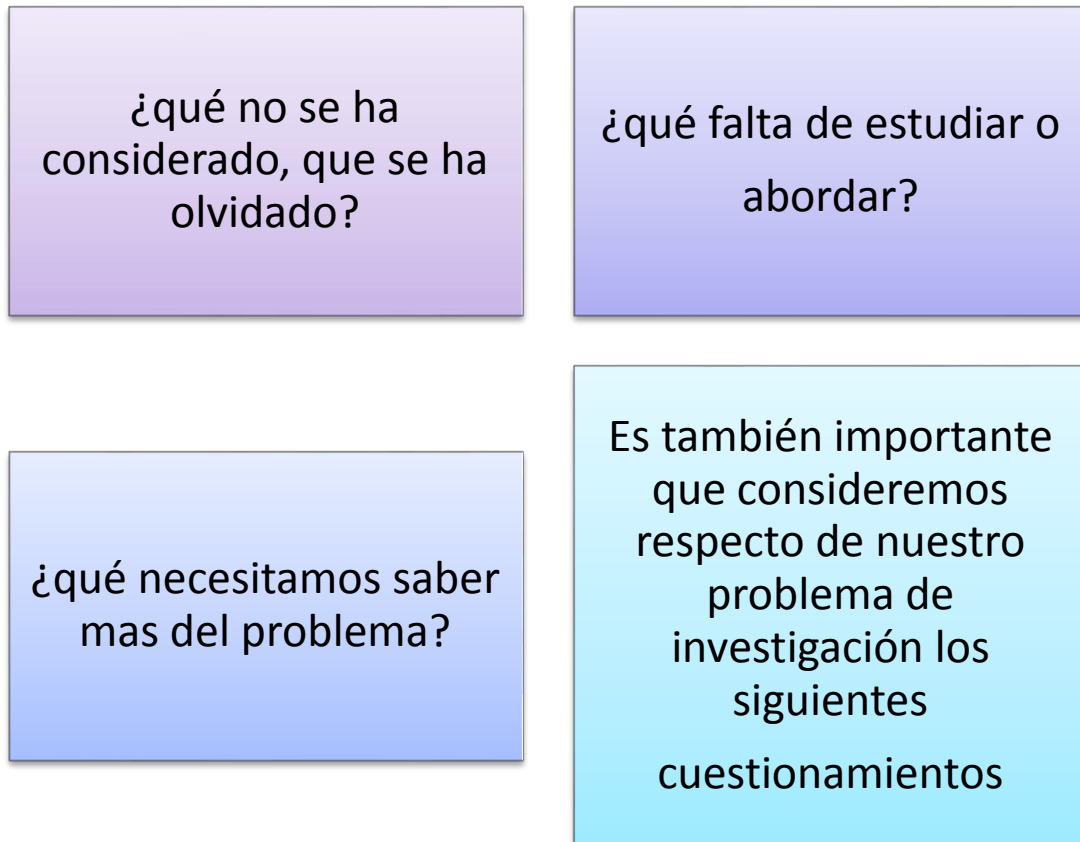 ¿qué no se ha
considerado, que se ha
olvidado?
¿qué falta de estudiar o
abordar?
¿qué necesitamos saber
mas del problema?
Es también importante
que consideremos
respecto de nuestro
problema de
investigación los
siguientes
cuestionamientos